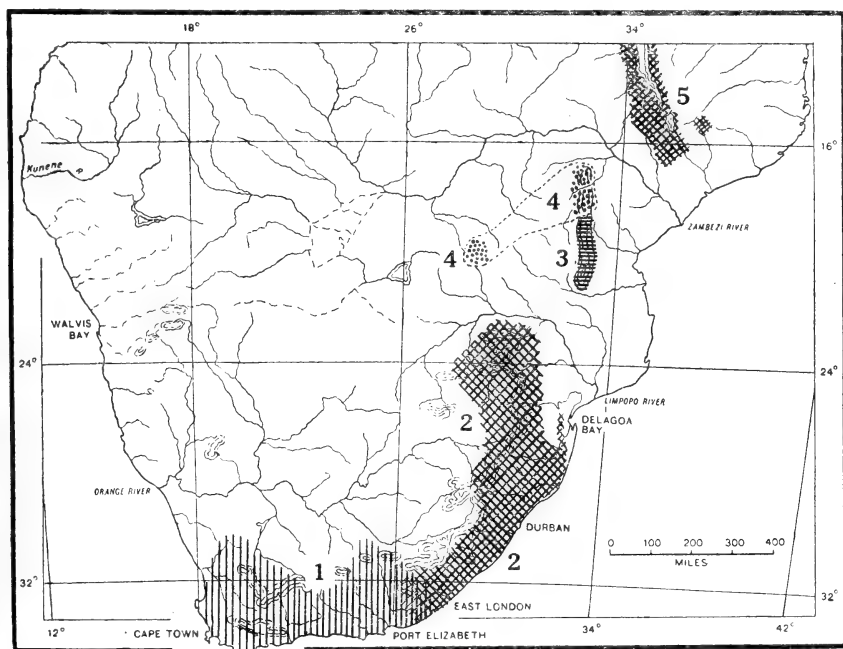 18° 26° 34°
5
16°
Kunene R.
4
ZAMBEZI RIVER
4 3
WALVIS
BAY
24° 24°
LIMPOPO RIVER
2
DELAGOA
BAY
ORANGE RIVER
DURBAN
0 100 200 300 400
MILES
2
1
32° 32°
EAST LONDON
12° CAPE TOWN PORT ELIZABETH 34° 42°